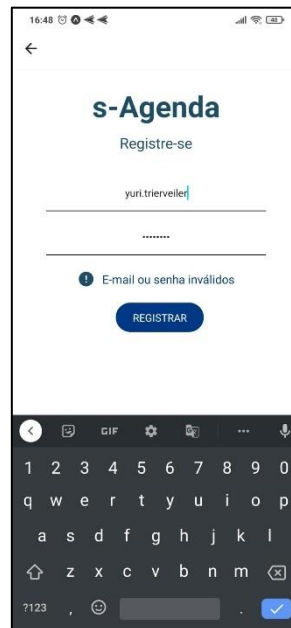 16:48 48
s-Agenda
Registre-se
yuri.trierveiler
........
! E-mail ou senha inválidos
REGISTRAR
GIF ...
1 2 3 4 5 6 7 8 9 0
q w e r t y u i o p
a s d f g h j k l
z x c v b n m
?123 , .